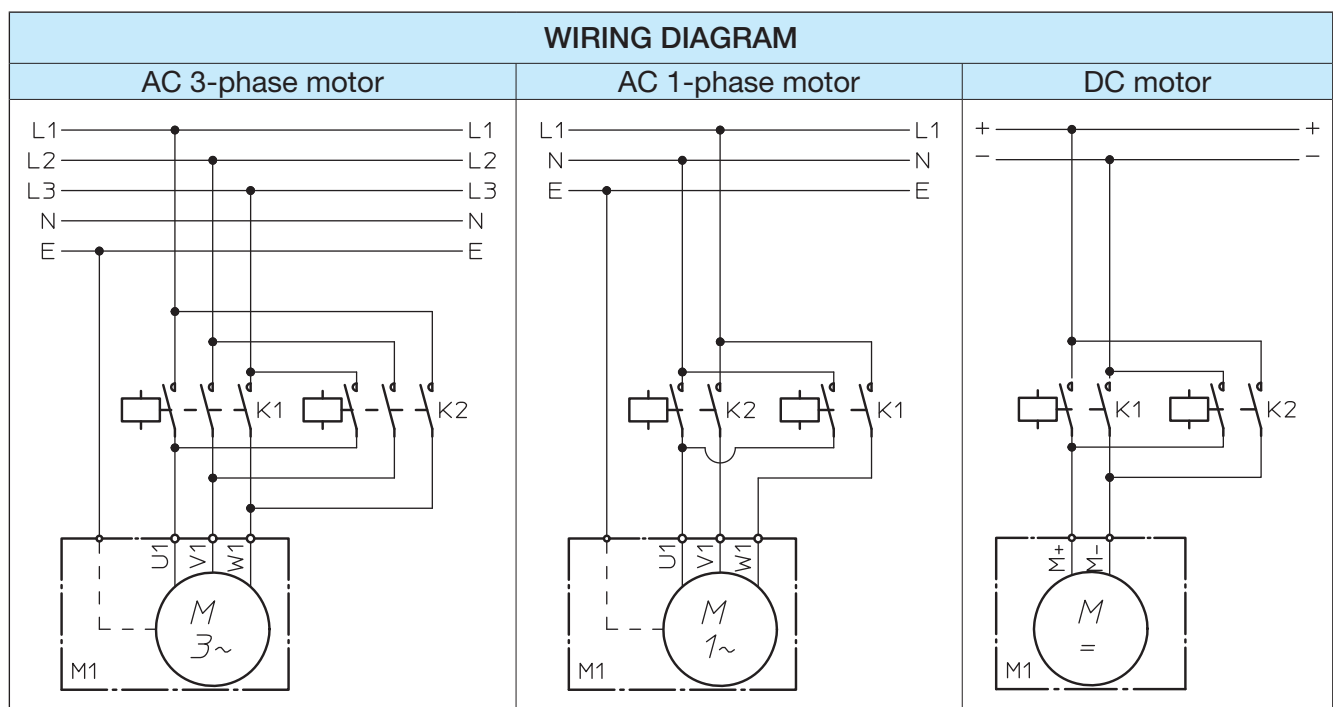 WIRING DIAGRAM
AC 3-phase motor
L1 L1
L2 L2
L3 L3
N N
E E
K1 K2
U1 V1 W1
M
3~
M1
AC 1-phase motor
L1 L1
N N
E E
K2 K1
U1 V1 W1
M
1~
M1
DC motor
+ +
− −
K1 K2
M+ M-
M
=
M1